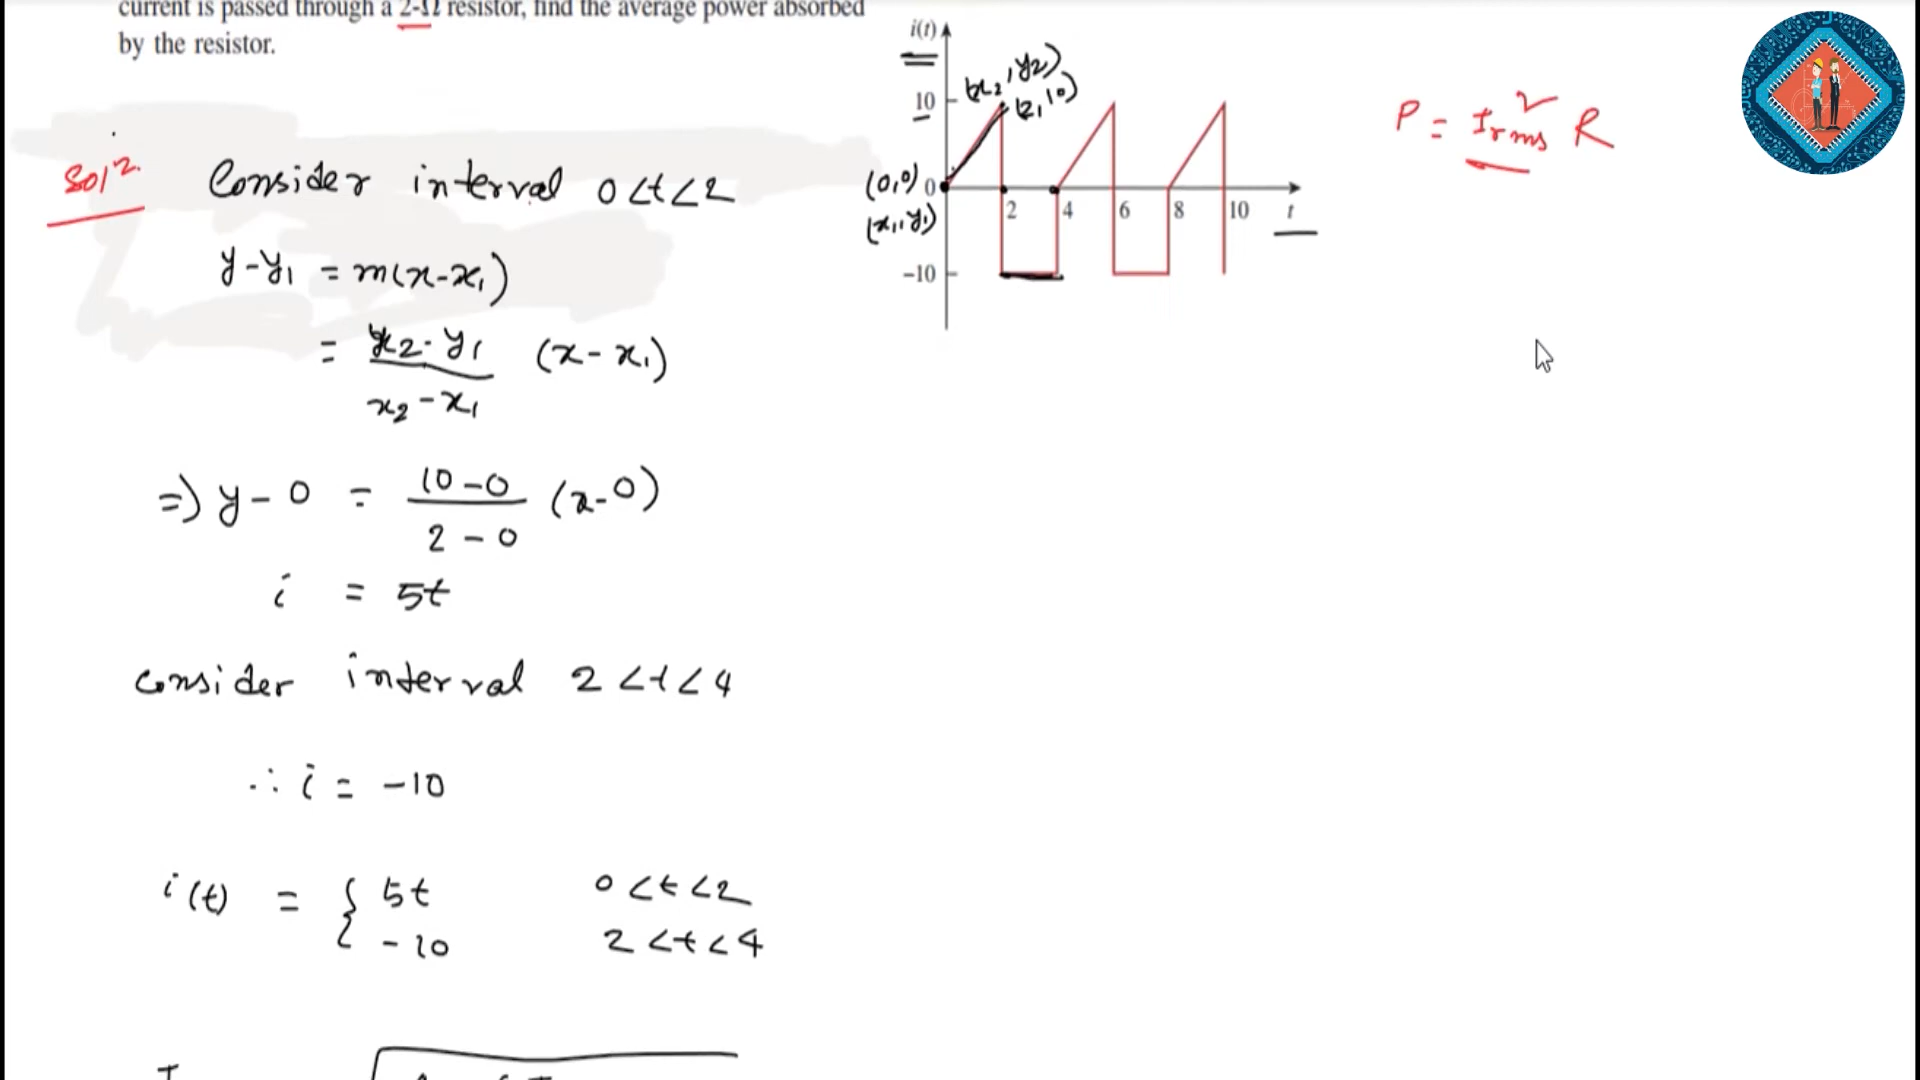 current is passed through a 2-Ω resistor, find the average power absorbed
by the resistor.
i(t)
(x2, y2)
10
(2, 10)
P = Irms² R
Solⁿ.
Consider interval 0<t<2
(0,0) 0
(x1, y1)
2 4 6 8 10 t
y-y1 = m(x-x1)
-10
= y2-y1 / x2-x1 (x-x1)
=) y-0 = 10-0 / 2-0 (x-0)
i = 5t
consider interval 2<t<4
∴ i = -10
i(t) = { 5t 0<t<2
-10 2<t<4